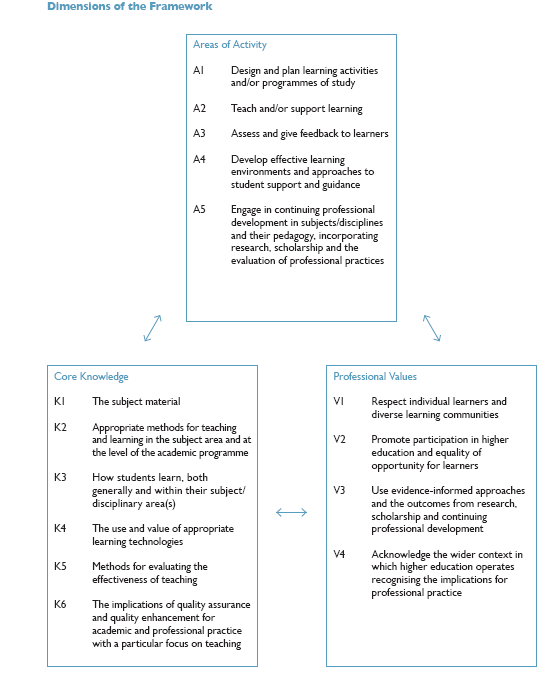 Dimensions of the Framework
Areas of Activity
A1 Design and plan learning activities
and/or programmes of study
A2 Teach and/or support learning
A3 Assess and give feedback to learners
A4 Develop effective learning
environments and approaches to
student support and guidance
A5 Engage in continuing professional
development in subjects/disciplines
and their pedagogy, incorporating
research, scholarship and the
evaluation of professional practices
Core Knowledge
K1 The subject material
K2 Appropriate methods for teaching
and learning in the subject area and at
the level of the academic programme
K3 How students learn, both
generally and within their subject/
disciplinary area(s)
K4 The use and value of appropriate
learning technologies
K5 Methods for evaluating the
effectiveness of teaching
K6 The implications of quality assurance
and quality enhancement for
academic and professional practice
with a particular focus on teaching
Professional Values
V1 Respect individual learners and
diverse learning communities
V2 Promote participation in higher
education and equality of
opportunity for learners
V3 Use evidence-informed approaches
and the outcomes from research,
scholarship and continuing
professional development
V4 Acknowledge the wider context in
which higher education operates
recognising the implications for
professional practice